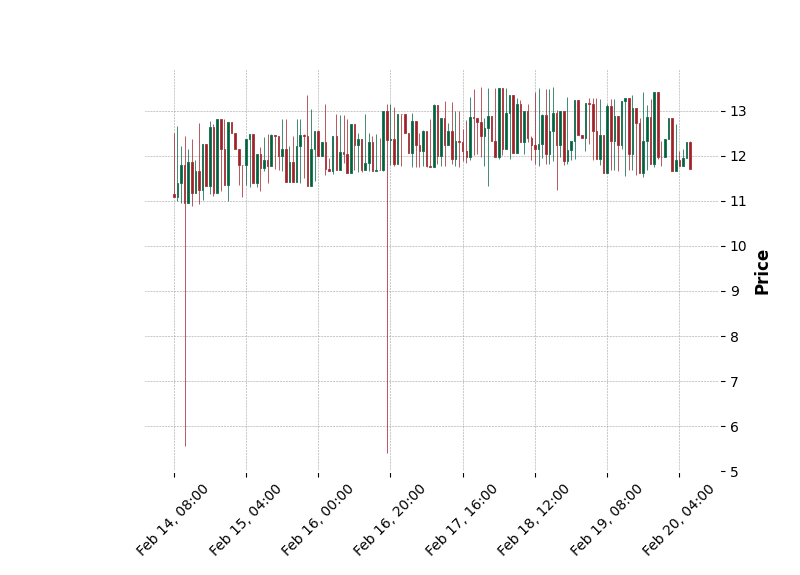 13
12
11
10
9
8
7
6
5
Price
Feb 14, 08:00
Feb 15, 04:00
Feb 16, 00:00
Feb 16, 20:00
Feb 17, 16:00
Feb 18, 12:00
Feb 19, 08:00
Feb 20, 04:00